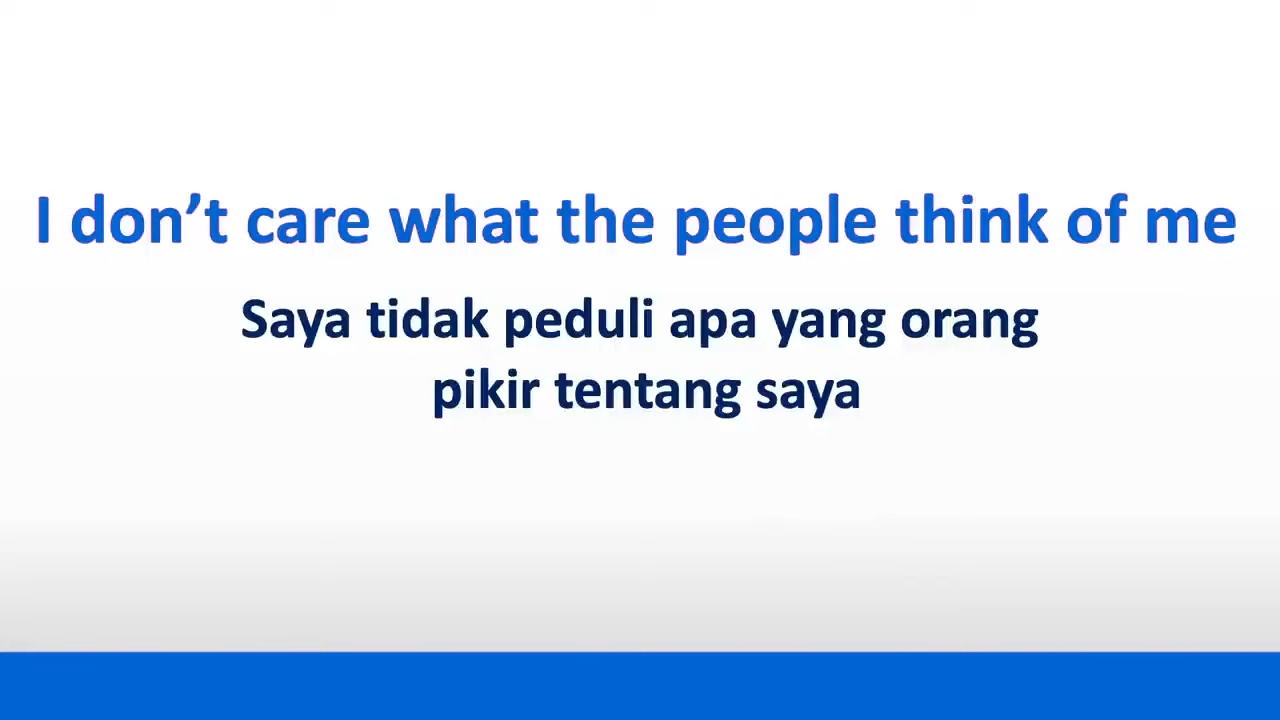 I don’t care what the people think of me
Saya tidak peduli apa yang orang
pikir tentang saya